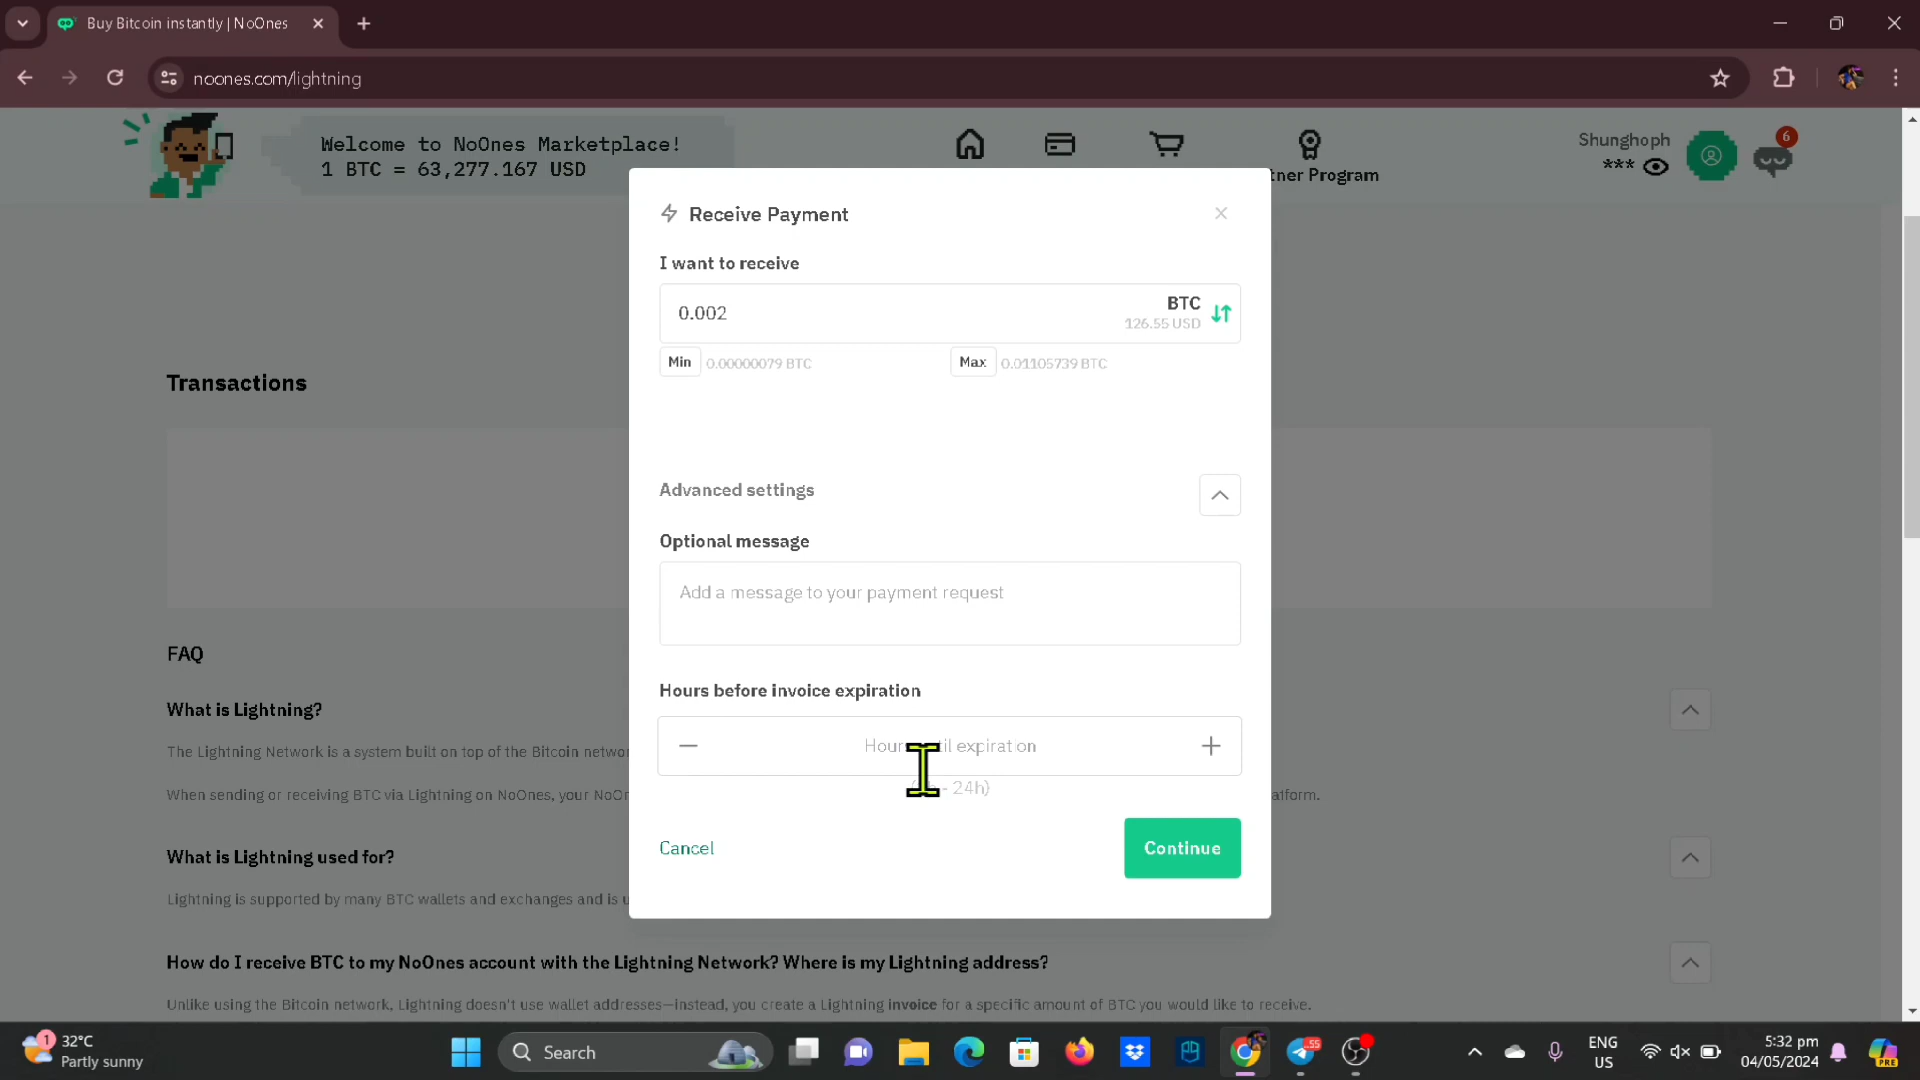 Buy Bitcoin instantly | NoOnes
noones.com/lightning
Welcome to NoOnes Marketplace!
1 BTC = 63,277.167 USD
Shunghoph
***
6
tner Program
Receive Payment
I want to receive
0.002
BTC
126.55 USD
Min 0.00000079 BTC
Max 0.01105739 BTC
Transactions
Advanced settings
Optional message
Add a message to your payment request
FAQ
Hours before invoice expiration
What is Lightning?
Hour til expiration
The Lightning Network is a system built on top of the Bitcoin
- 24h)
When sending or receiving BTC via Lightning on NoOnes, your
atform.
Cancel
Continue
What is Lightning used for?
Lightning is supported by many BTC wallets and exchanges and is
How do I receive BTC to my NoOnes account with the Lightning Network? Where is my Lightning address?
Unlike using the Bitcoin network, Lightning doesn't use wallet addresses—instead, you create a Lightning invoice for a specific amount of BTC you would like to receive.
1
32°C
Partly sunny
Search
55
ENG
US
5:32 pm
04/05/2024
PRE